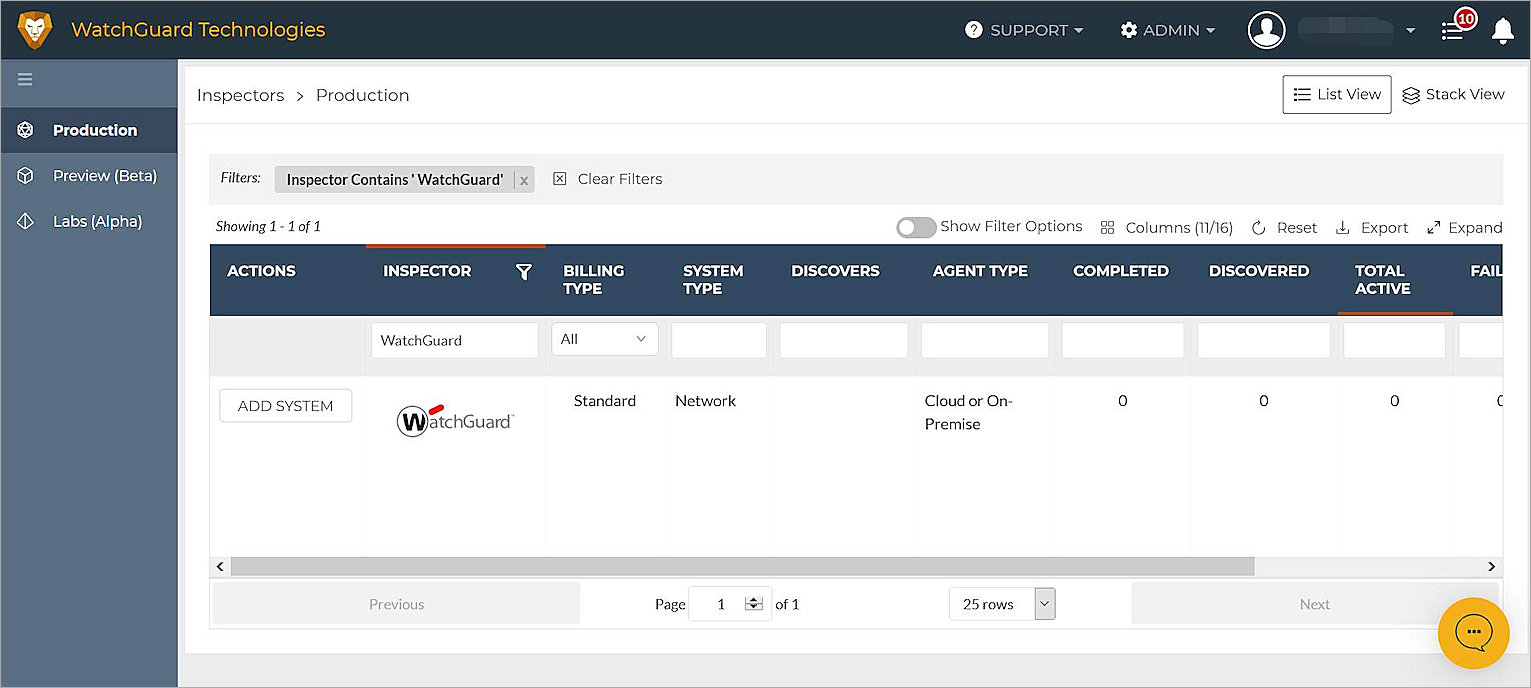 WatchGuard Technologies
SUPPORT
ADMIN
10
Inspectors > Production
List View
Stack View
Production
Preview (Beta)
Labs (Alpha)
Filters:
Inspector Contains ' WatchGuard'
x
Clear Filters
Showing 1 - 1 of 1
Show Filter Options
Columns (11/16)
Reset
Export
Expand
ACTIONS
INSPECTOR
BILLING
TYPE
SYSTEM
TYPE
DISCOVERS
AGENT TYPE
COMPLETED
DISCOVERED
TOTAL
ACTIVE
FAIL
WatchGuard
All
ADD SYSTEM
WatchGuard
Standard
Network
Cloud or On-
Premise
0
0
0
0
Previous
Page
1
of 1
25 rows
Next